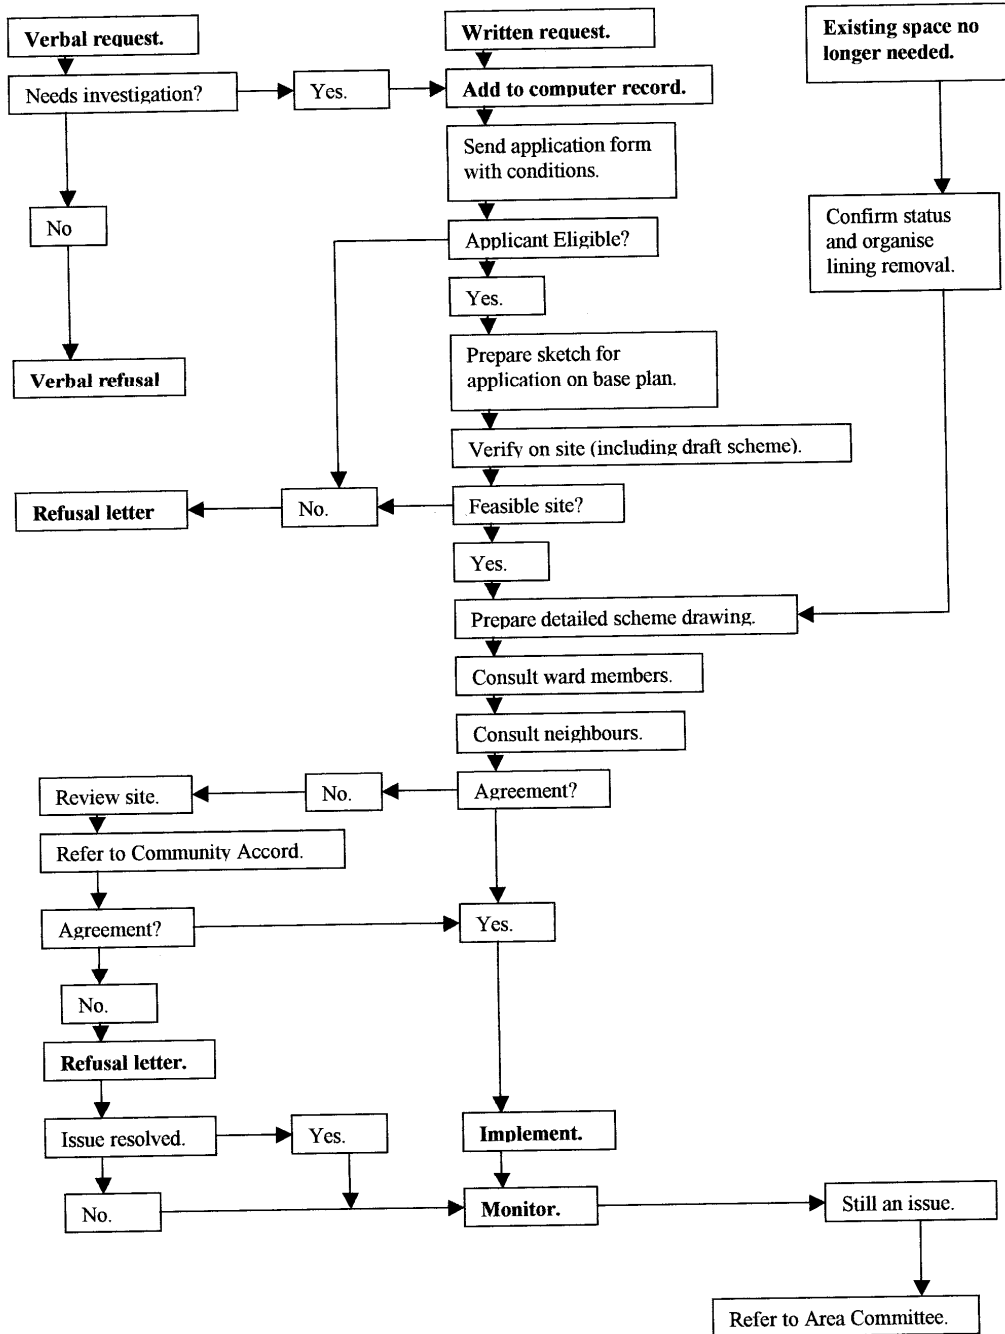 Verbal request.
Written request.
Existing space no
longer needed.
Needs investigation?
Yes.
Add to computer record.
Send application form
with conditions.
No
Applicant Eligible?
Confirm status
and organise
lining removal.
Yes.
Verbal refusal
Prepare sketch for
application on base plan.
Verify on site (including draft scheme).
Refusal letter
No.
Feasible site?
Yes.
Prepare detailed scheme drawing.
Consult ward members.
Consult neighbours.
Review site.
No.
Agreement?
Refer to Community Accord.
Agreement?
Yes.
No.
Refusal letter.
Issue resolved.
Yes.
Implement.
No.
Monitor.
Still an issue.
Refer to Area Committee.